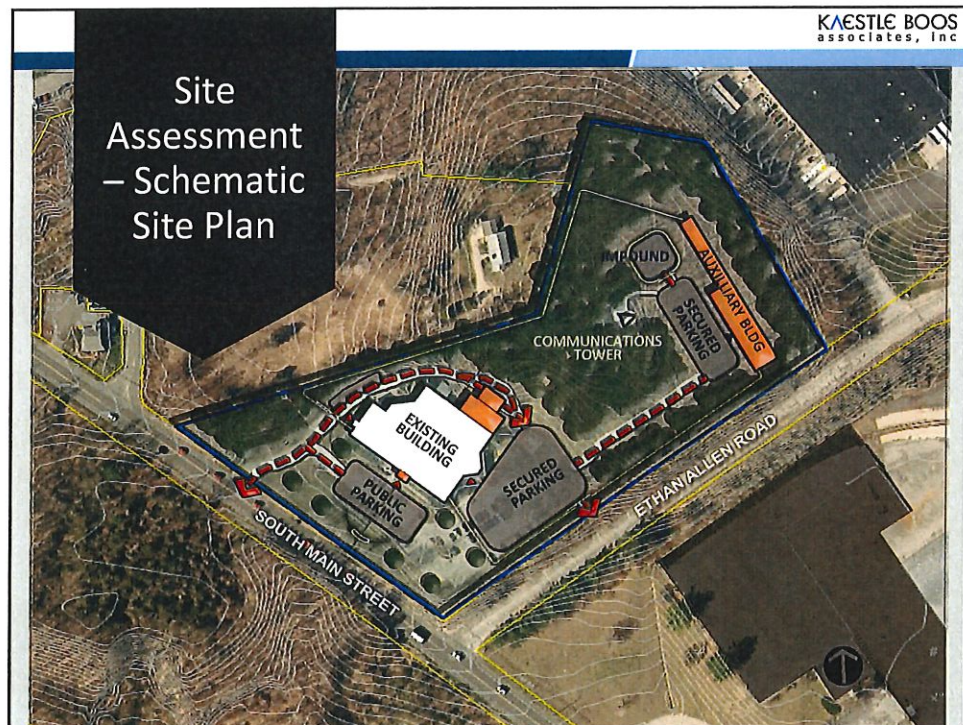 KAESTLE BOOS
associates, inc
Site
Assessment
– Schematic
Site Plan
IMPOUND
AUXILLIARY BLDG
SECURED
PARKING
COMMUNICATIONS
TOWER
EXISTING
BUILDING
PUBLIC
PARKING
SECURED
PARKING
ETHAN ALLEN ROAD
SOUTH MAIN STREET